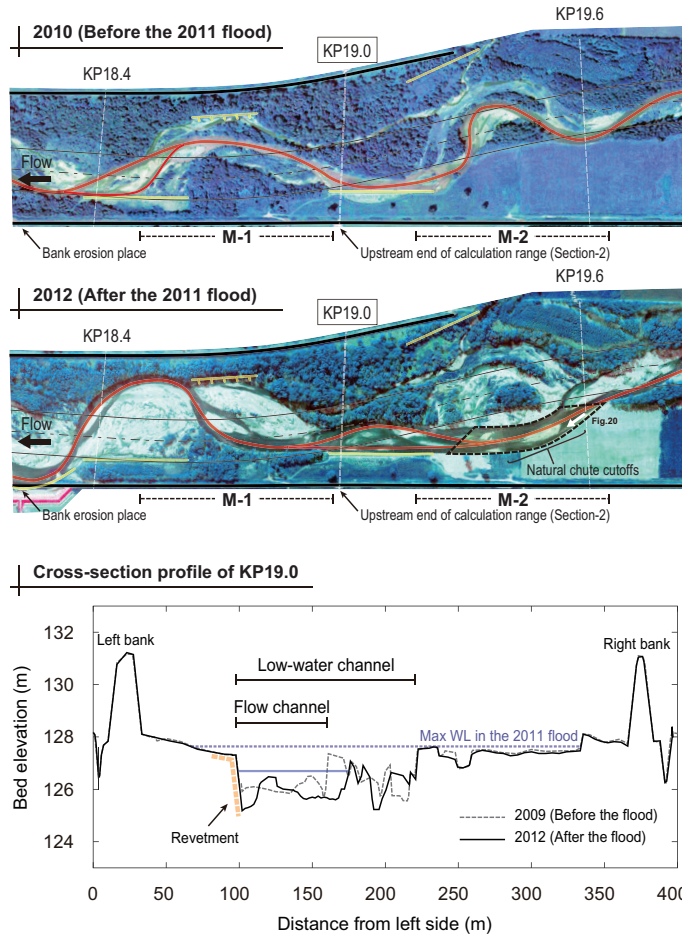 2010 (Before the 2011 flood)
KP19.6
KP19.0
KP18.4
Flow
M-1
M-2
Bank erosion place
Upstream end of calculation range (Section-2)
2012 (After the 2011 flood)
KP19.6
KP19.0
KP18.4
Fig.20
Flow
Natural chute cutoffs
M-1
M-2
Bank erosion place
Upstream end of calculation range (Section-2)
Cross-section profile of KP19.0
132
Left bank
Right bank
130
Low-water channel
Flow channel
128
Max WL in the 2011 flood
126
Revetment
2009 (Before the flood)
2012 (After the flood)
124
Bed elevation (m)
0 50 100 150 200 250 300 350 400
Distance from left side (m)